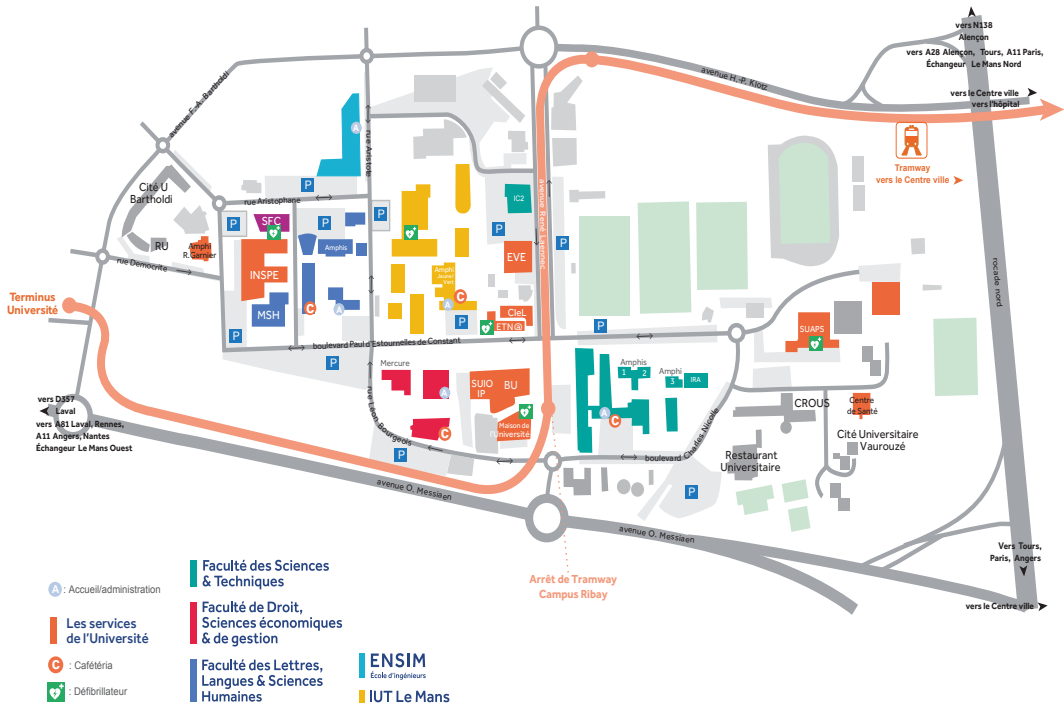 vers N138
Alençon
vers A28 Alençon, Tours, A11 Paris,
Échangeur Le Mans Nord
avenue H.-P. Klotz
vers le Centre ville
vers l'hôpital
Tramway
vers le Centre ville
avenue F.-A. Bartholdi
rue Aristote
A
Cité U
Bartholdi
P
rue Aristophane
IC2
avenue René Laennec
SFC
P
P
P
P
P
RU
Amphi
R.Garnier
Amphis
EVE
rue Démocrite
INSPE
Amphi
Jaune/
Vert
rocade nord
Terminus
Université
MSH
C
A
C
A
P
CleL
ETN@
P
P
SUAPS
boulevard Paul d'Estournelles de Constant
P
Mercure
Amphis
1
2
Amphi
3
IRA
SUIO
IP
BU
A
vers D357
Laval
vers A81 Laval, Rennes,
A11 Angers, Nantes
Échangeur Le Mans Ouest
rue Léon Bourgeois
C
Maison de
l'Université
A
C
CROUS
Centre
de Santé
boulevard Charles Nicolle
Cité Universitaire
Vaurouzé
Restaurant
Universitaire
P
P
avenue O. Messiaen
avenue O. Messiaen
Vers Tours,
Paris, Angers
vers le Centre ville
Arrêt de Tramway
Campus Ribay
A : Accueil/administration
Les services
de l'Université
C : Cafétéria
: Défibrillateur
Faculté des Sciences
& Techniques
Faculté de Droit,
Sciences économiques
& de gestion
Faculté des Lettres,
Langues & Sciences
Humaines
ENSIM
École d'ingénieurs
IUT Le Mans